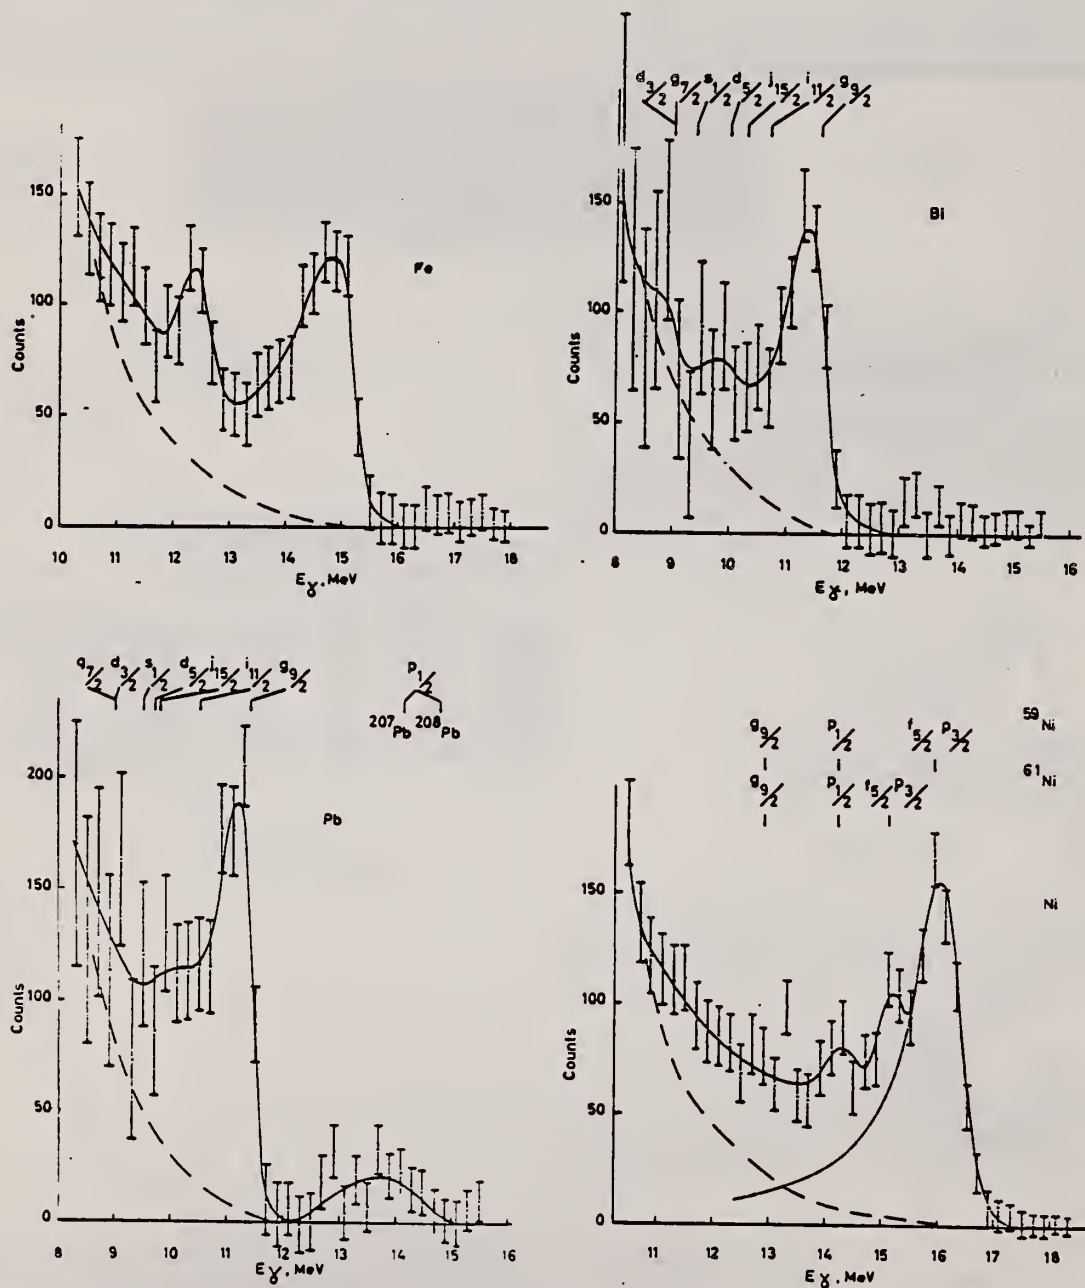 150
100
50
0
Counts
Fe
10 11 12 13 14 15 16 17 18
Eγ, MeV
d3/2 g7/2 s1/2 d5/2 j15/2 i11/2 g9/2
150
100
50
0
Counts
Bi
8 9 10 11 12 13 14 15 16
Eγ, MeV
g7/2 d3/2 s1/2 d5/2 j15/2 i11/2 g9/2
p1/2
207Pb 208Pb
200
150
100
50
0
Counts
Pb
8 9 10 11 12 13 14 15 16
Eγ, MeV
59Ni
g9/2 p1/2 f5/2 p3/2
61Ni
g9/2 p1/2 f5/2 p3/2
150
100
50
0
Counts
Ni
11 12 13 14 15 16 17 18
Eγ, MeV